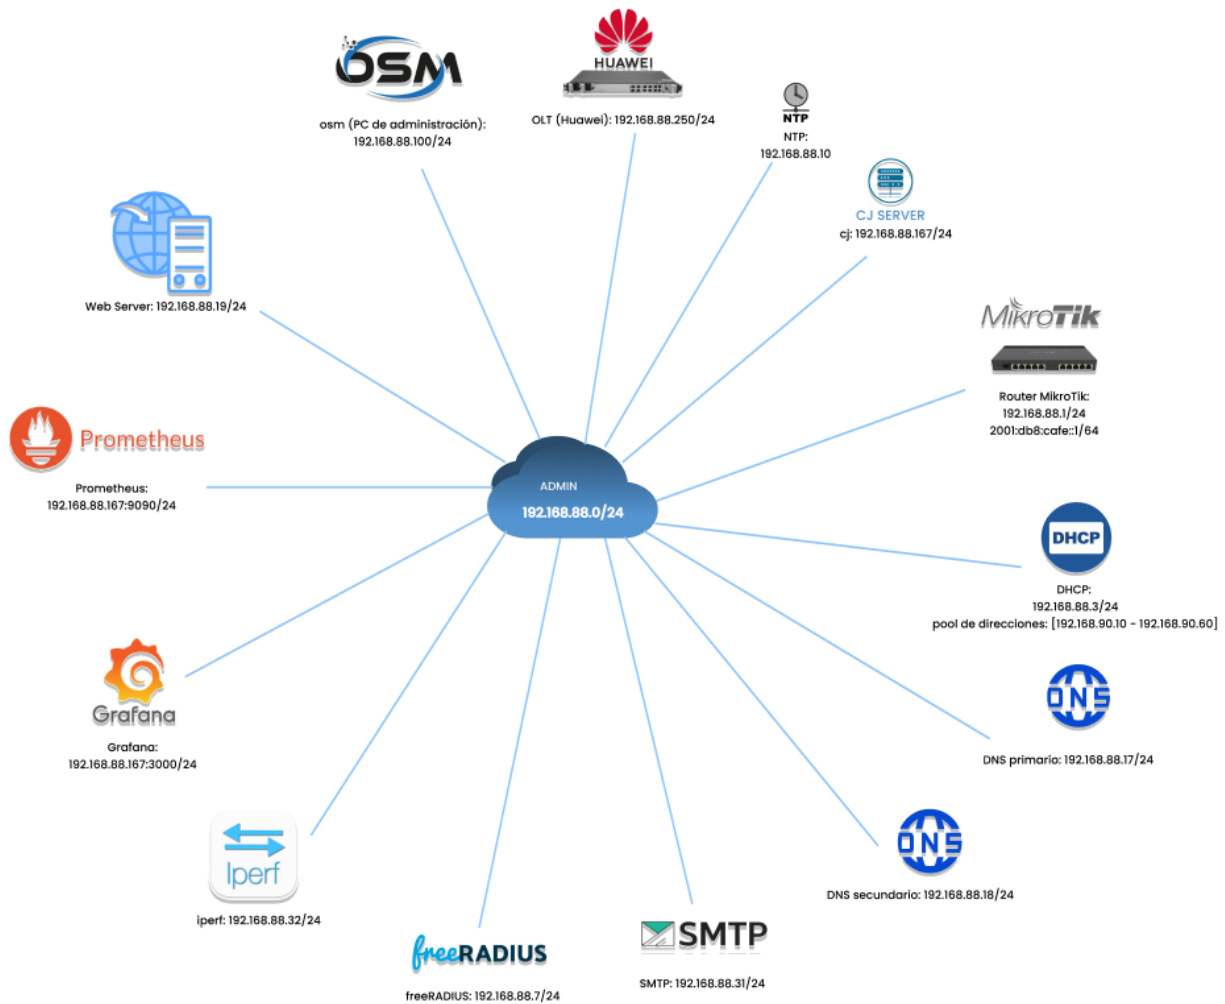 OSM
osm (PC de administración):
192.168.88.100/24
HUAWEI
OLT (Huawei): 192.168.88.250/24
NTP
NTP:
192.168.88.10
CJ SERVER
cj: 192.168.88.167/24
Web Server: 192.168.88.19/24
MikroTik
Router MikroTik:
192.168.88.1/24
2001:db8:cafe::1/64
Prometheus
Prometheus:
192.168.88.167:9090/24
ADMIN
192.168.88.0/24
DHCP
DHCP:
192.168.88.3/24
pool de direcciones: [192.168.90.10 - 192.168.90.60]
Grafana
Grafana:
192.168.88.167:3000/24
DNS
DNS primario: 192.168.88.17/24
Iperf
iperf: 192.168.88.32/24
DNS
DNS secundario: 192.168.88.18/24
freeRADIUS
freeRADIUS: 192.168.88.7/24
SMTP
SMTP: 192.168.88.31/24